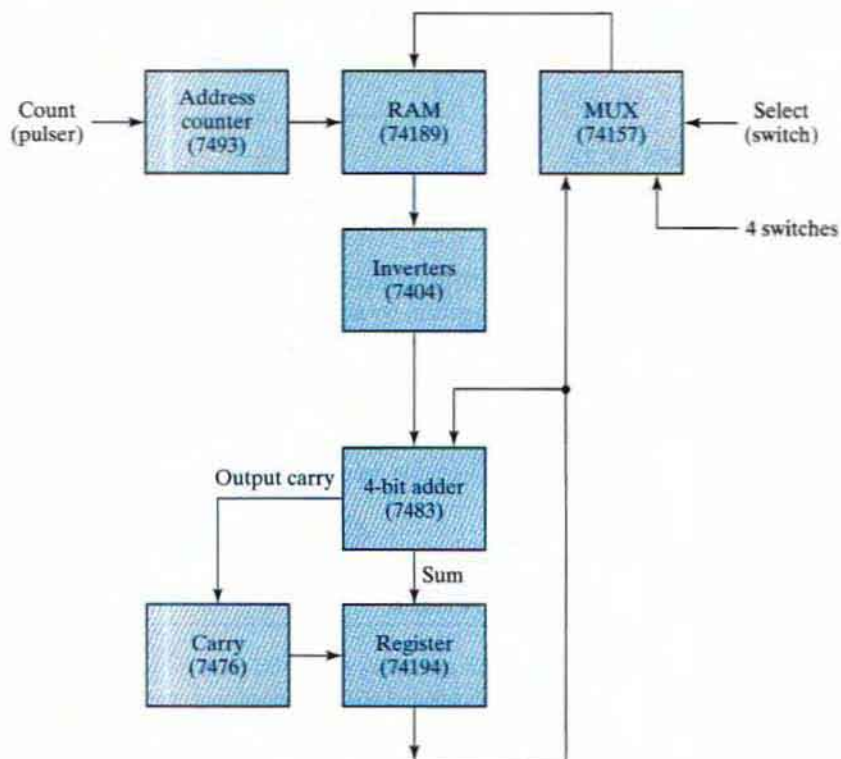 Count
(pulser)
Address
counter
(7493)
RAM
(74189)
MUX
(74157)
Select
(switch)
4 switches
Inverters
(7404)
Output carry
4-bit adder
(7483)
Sum
Carry
(7476)
Register
(74194)